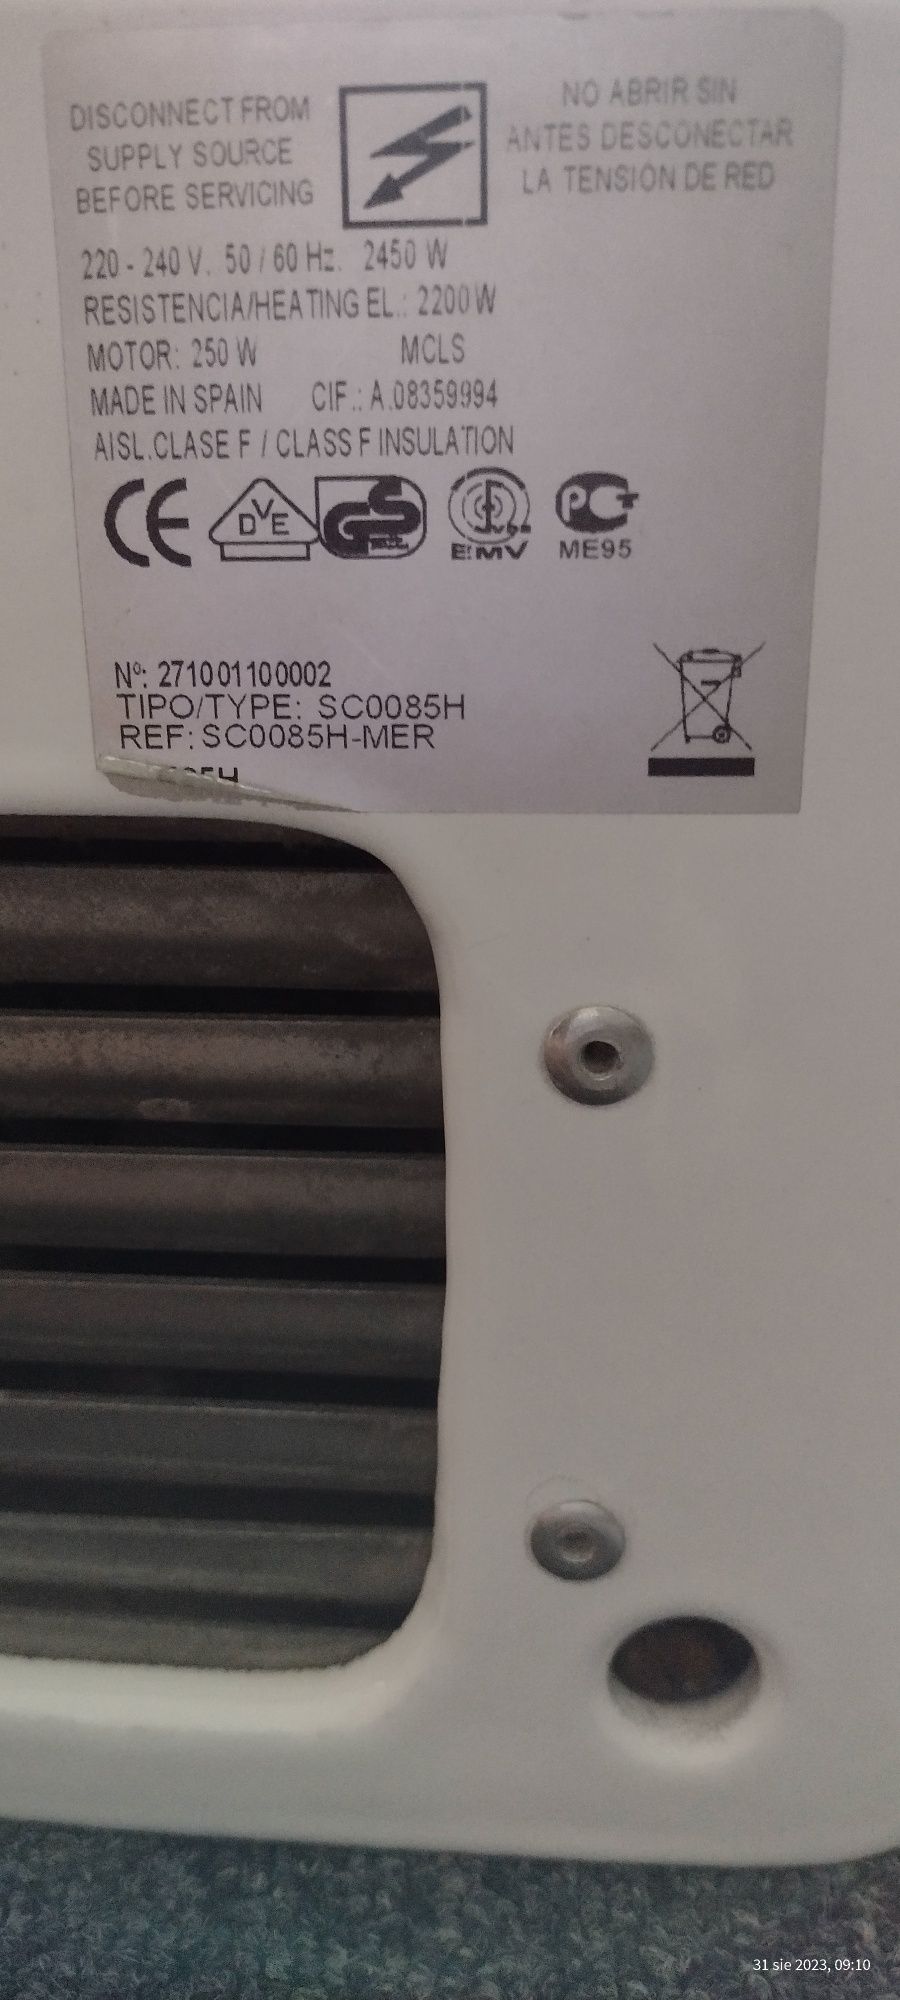 DISCONNECT FROM
SUPPLY SOURCE
BEFORE SERVICING
NO ABRIR SIN
ANTES DESCONECTAR
LA TENSIÓN DE RED
220 - 240 V. 50 / 60 Hz. 2450 W
RESISTENCIA/HEATING EL.: 2200 W
MOTOR: 250 W MCLS
MADE IN SPAIN CIF.: A.08359994
AISL.CLASE F / CLASS F INSULATION
CE DVE GS EMV PCT
ME95
Nº: 271001100002
TIPO/TYPE: SC0085H
REF: SC0085H-MER
31 sie 2023, 09:10